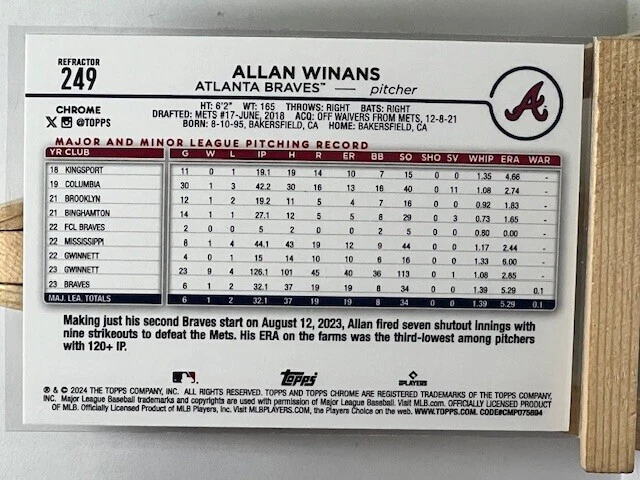 REFRACTOR
249
ALLAN WINANS
ATLANTA BRAVES — pitcher
A
CHROME
X @TOPPS
HT: 6'2" WT: 165 THROWS: RIGHT BATS: RIGHT
DRAFTED: METS #17-JUNE, 2018 ACQ: OFF WAIVERS FROM METS, 12-8-21
BORN: 8-10-95, BAKERSFIELD, CA HOME: BAKERSFIELD, CA
MAJOR AND MINOR LEAGUE PITCHING RECORD
YR CLUB G W L IP H R ER BB SO SHO SV WHIP ERA WAR
18 KINGSPORT 11 0 1 19.1 19 14 10 7 15 0 0 1.35 4.66 -
19 COLUMBIA 30 1 3 42.2 30 16 13 16 40 0 11 1.08 2.74 -
21 BROOKLYN 12 1 2 19.2 11 5 4 7 16 0 0 0.92 1.83 -
21 BINGHAMTON 14 1 1 27.1 12 5 5 8 29 0 3 0.73 1.65 -
22 FCL BRAVES 2 0 0 5 2 0 0 2 5 0 0 0.80 0.00 -
22 MISSISSIPPI 8 1 4 44.1 43 19 12 9 44 0 0 1.17 2.44 -
22 GWINNETT 4 0 1 15 14 10 10 6 16 0 0 1.33 6.00 -
23 GWINNETT 23 9 4 126.1 101 45 40 36 113 0 1 1.08 2.85 -
23 BRAVES 6 1 2 32.1 37 19 19 8 34 0 0 1.39 5.29 0.1
MAJ. LEA. TOTALS 6 1 2 32.1 37 19 19 8 34 0 0 1.39 5.29 0.1
Making just his second Braves start on August 12, 2023, Allan fired seven shutout innings with
nine strikeouts to defeat the Mets. His ERA on the farms was the third-lowest among pitchers
with 120+ IP.
Topps
PLAYERS
® & © 2024 THE TOPPS COMPANY, INC. ALL RIGHTS RESERVED. TOPPS AND TOPPS CHROME ARE REGISTERED TRADEMARKS OF THE TOPPS COMPANY,
INC. Major League Baseball trademarks and copyrights are used with permission of Major League Baseball. Visit MLB.com. OFFICIALLY LICENSED PRODUCT
OF MLB. Officially Licensed Product of MLB Players, Inc. Visit MLBPLAYERS.COM, the Players Choice on the web. WWW.TOPPS.COM. CODE#CMP075694